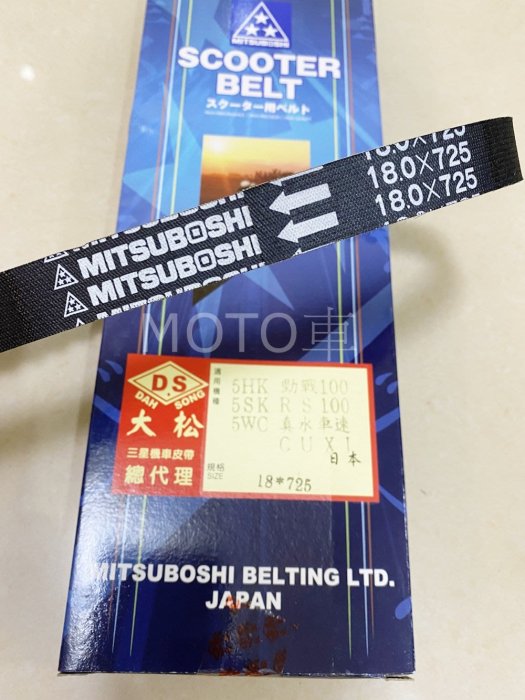 MITSUBOSHI
SCOOTER
BELT
スクーター用ベルト
18.0×725
18.0×725
18.0×725
MITSUBOSHI
MITSUBOSHI
MITSUBOSHI
MOTO車
DS
DAH SONG
大松
三星機車皮帶
總代理
適用機種
5HK 勁戰100
5SK RS100
5WC 真永車速
CUXI
日本
規格
SIZE
18*725
MITSUBOSHI BELTING LTD.
JAPAN